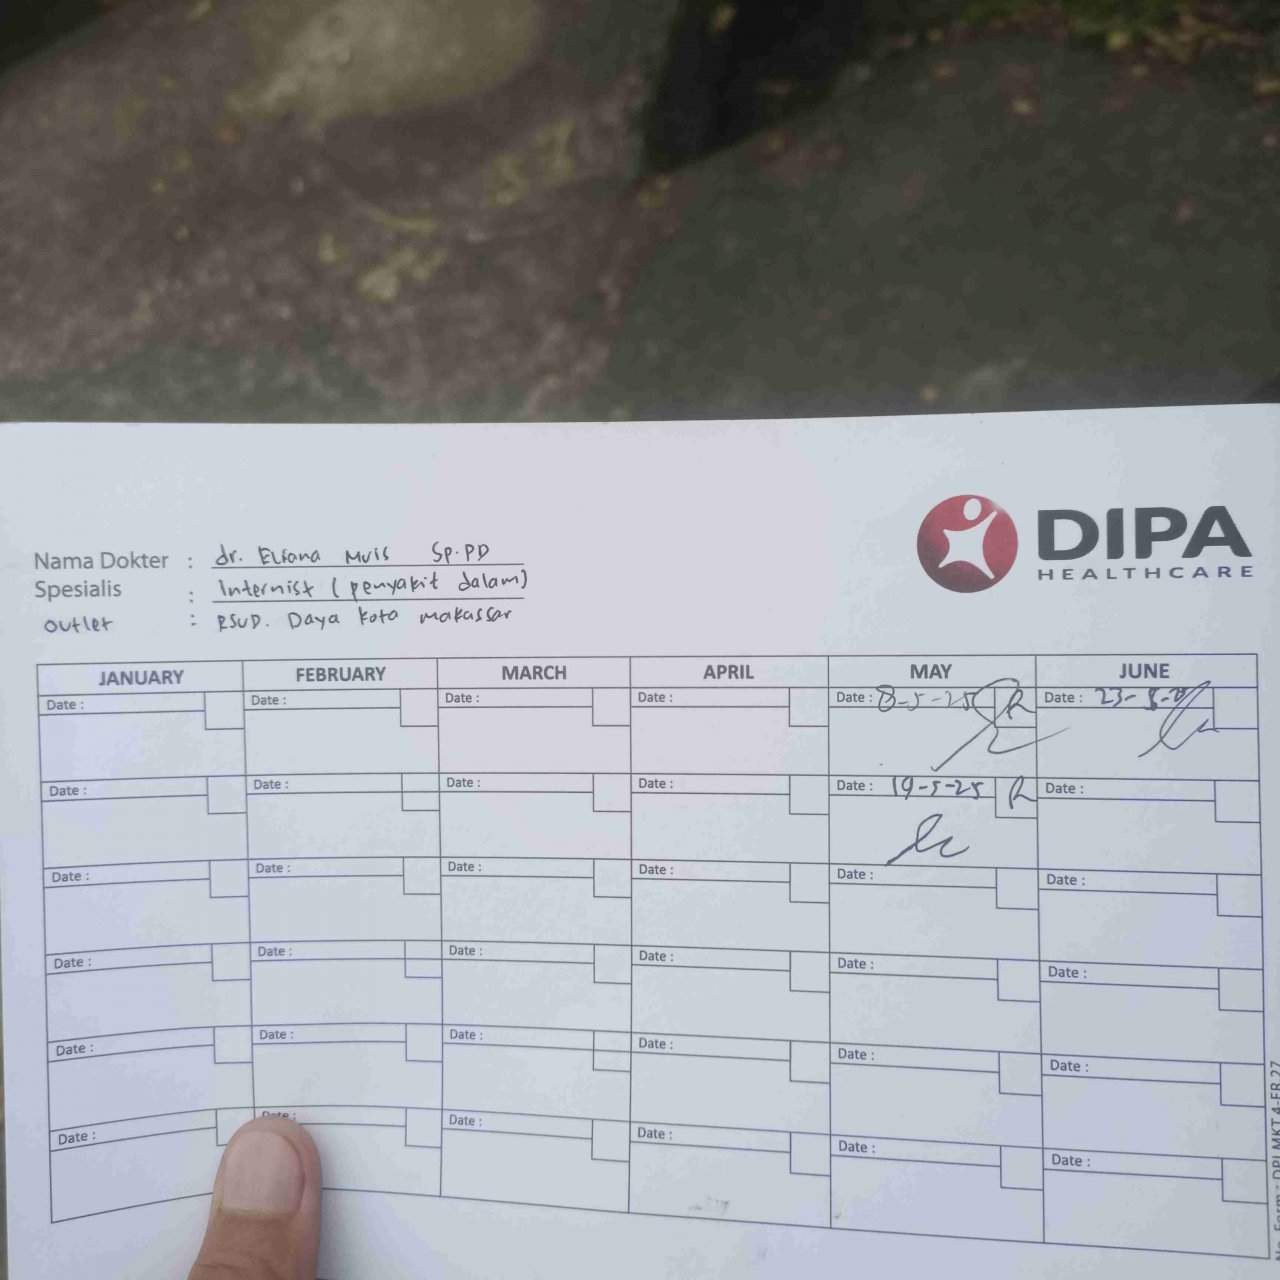 DIPA
HEALTHCARE
Nama Dokter : dr. Elfana Muis Sp.PD
Spesialis : Internist (penyakit dalam)
Outlet : RSUD. Daya Kota Makassar
JANUARY FEBRUARY MARCH APRIL MAY JUNE
Date : Date : Date : Date : Date : 8-5-25 R Date : 23-
Date : Date : Date : Date : Date : 19-5-25 R Date :
Date : Date : Date : Date : Date : Date :
Date : Date : Date : Date : Date : Date :
Date : Date : Date : Date : Date : Date :
Date : Date : Date : Date : Date : Date :